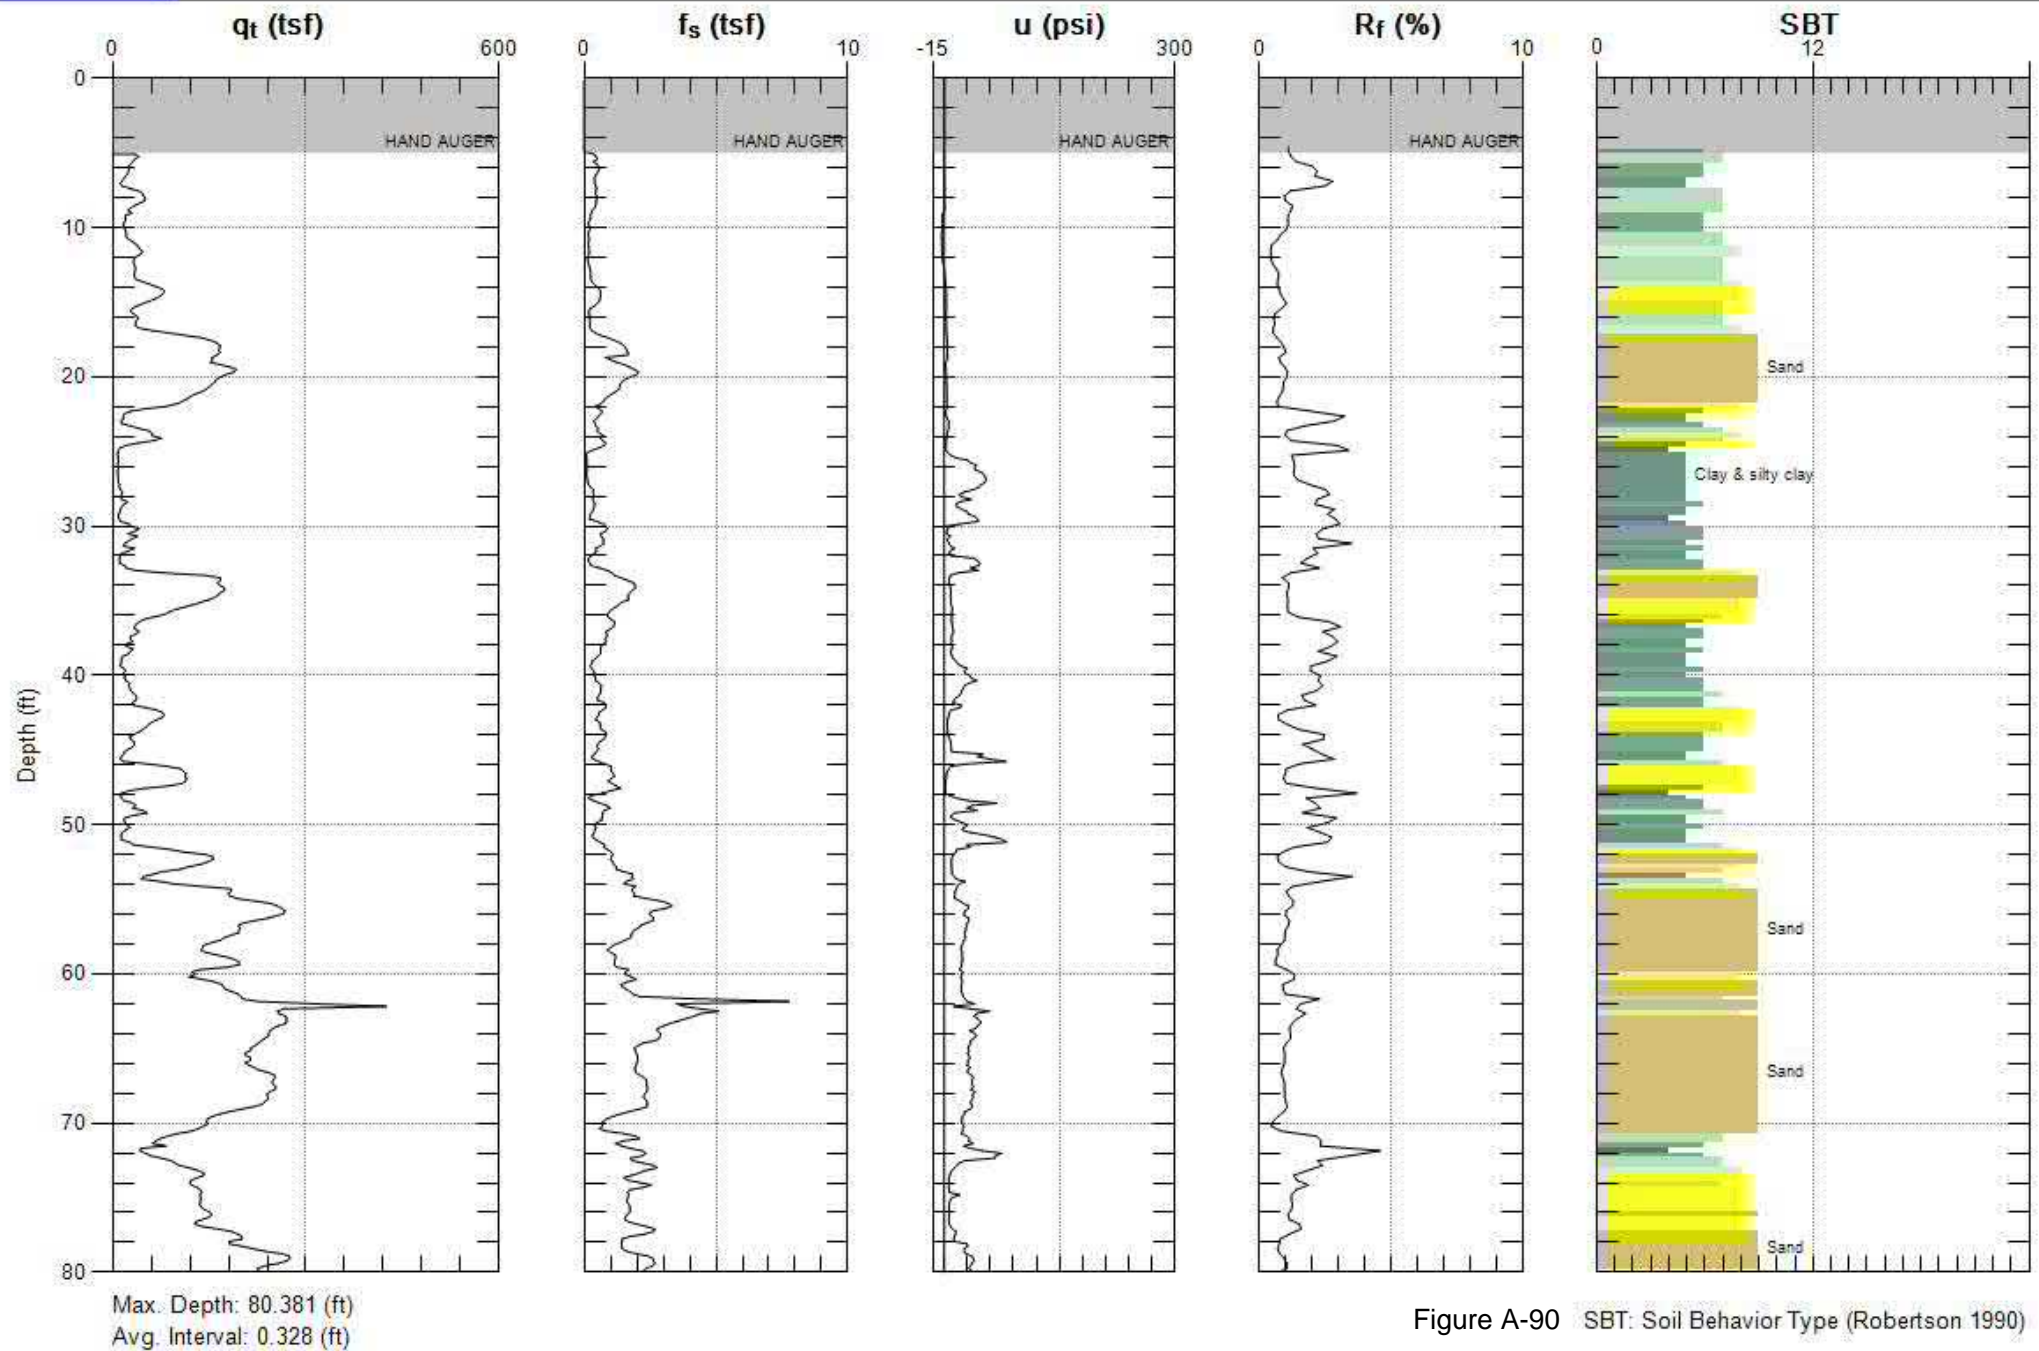 qt (tsf) fs (tsf) u (psi) Rf (%) SBT
0 600 0 10 -15 300 0 10 0 12
0
HAND AUGER HAND AUGER HAND AUGER HAND AUGER
10
Sand
20
Clay & silty clay
30
40
Depth (ft)
50
Sand
60
Sand
70
Sand
80
Max. Depth: 80.381 (ft)
Avg. Interval: 0.328 (ft)
Figure A-90 SBT: Soil Behavior Type (Robertson 1990)